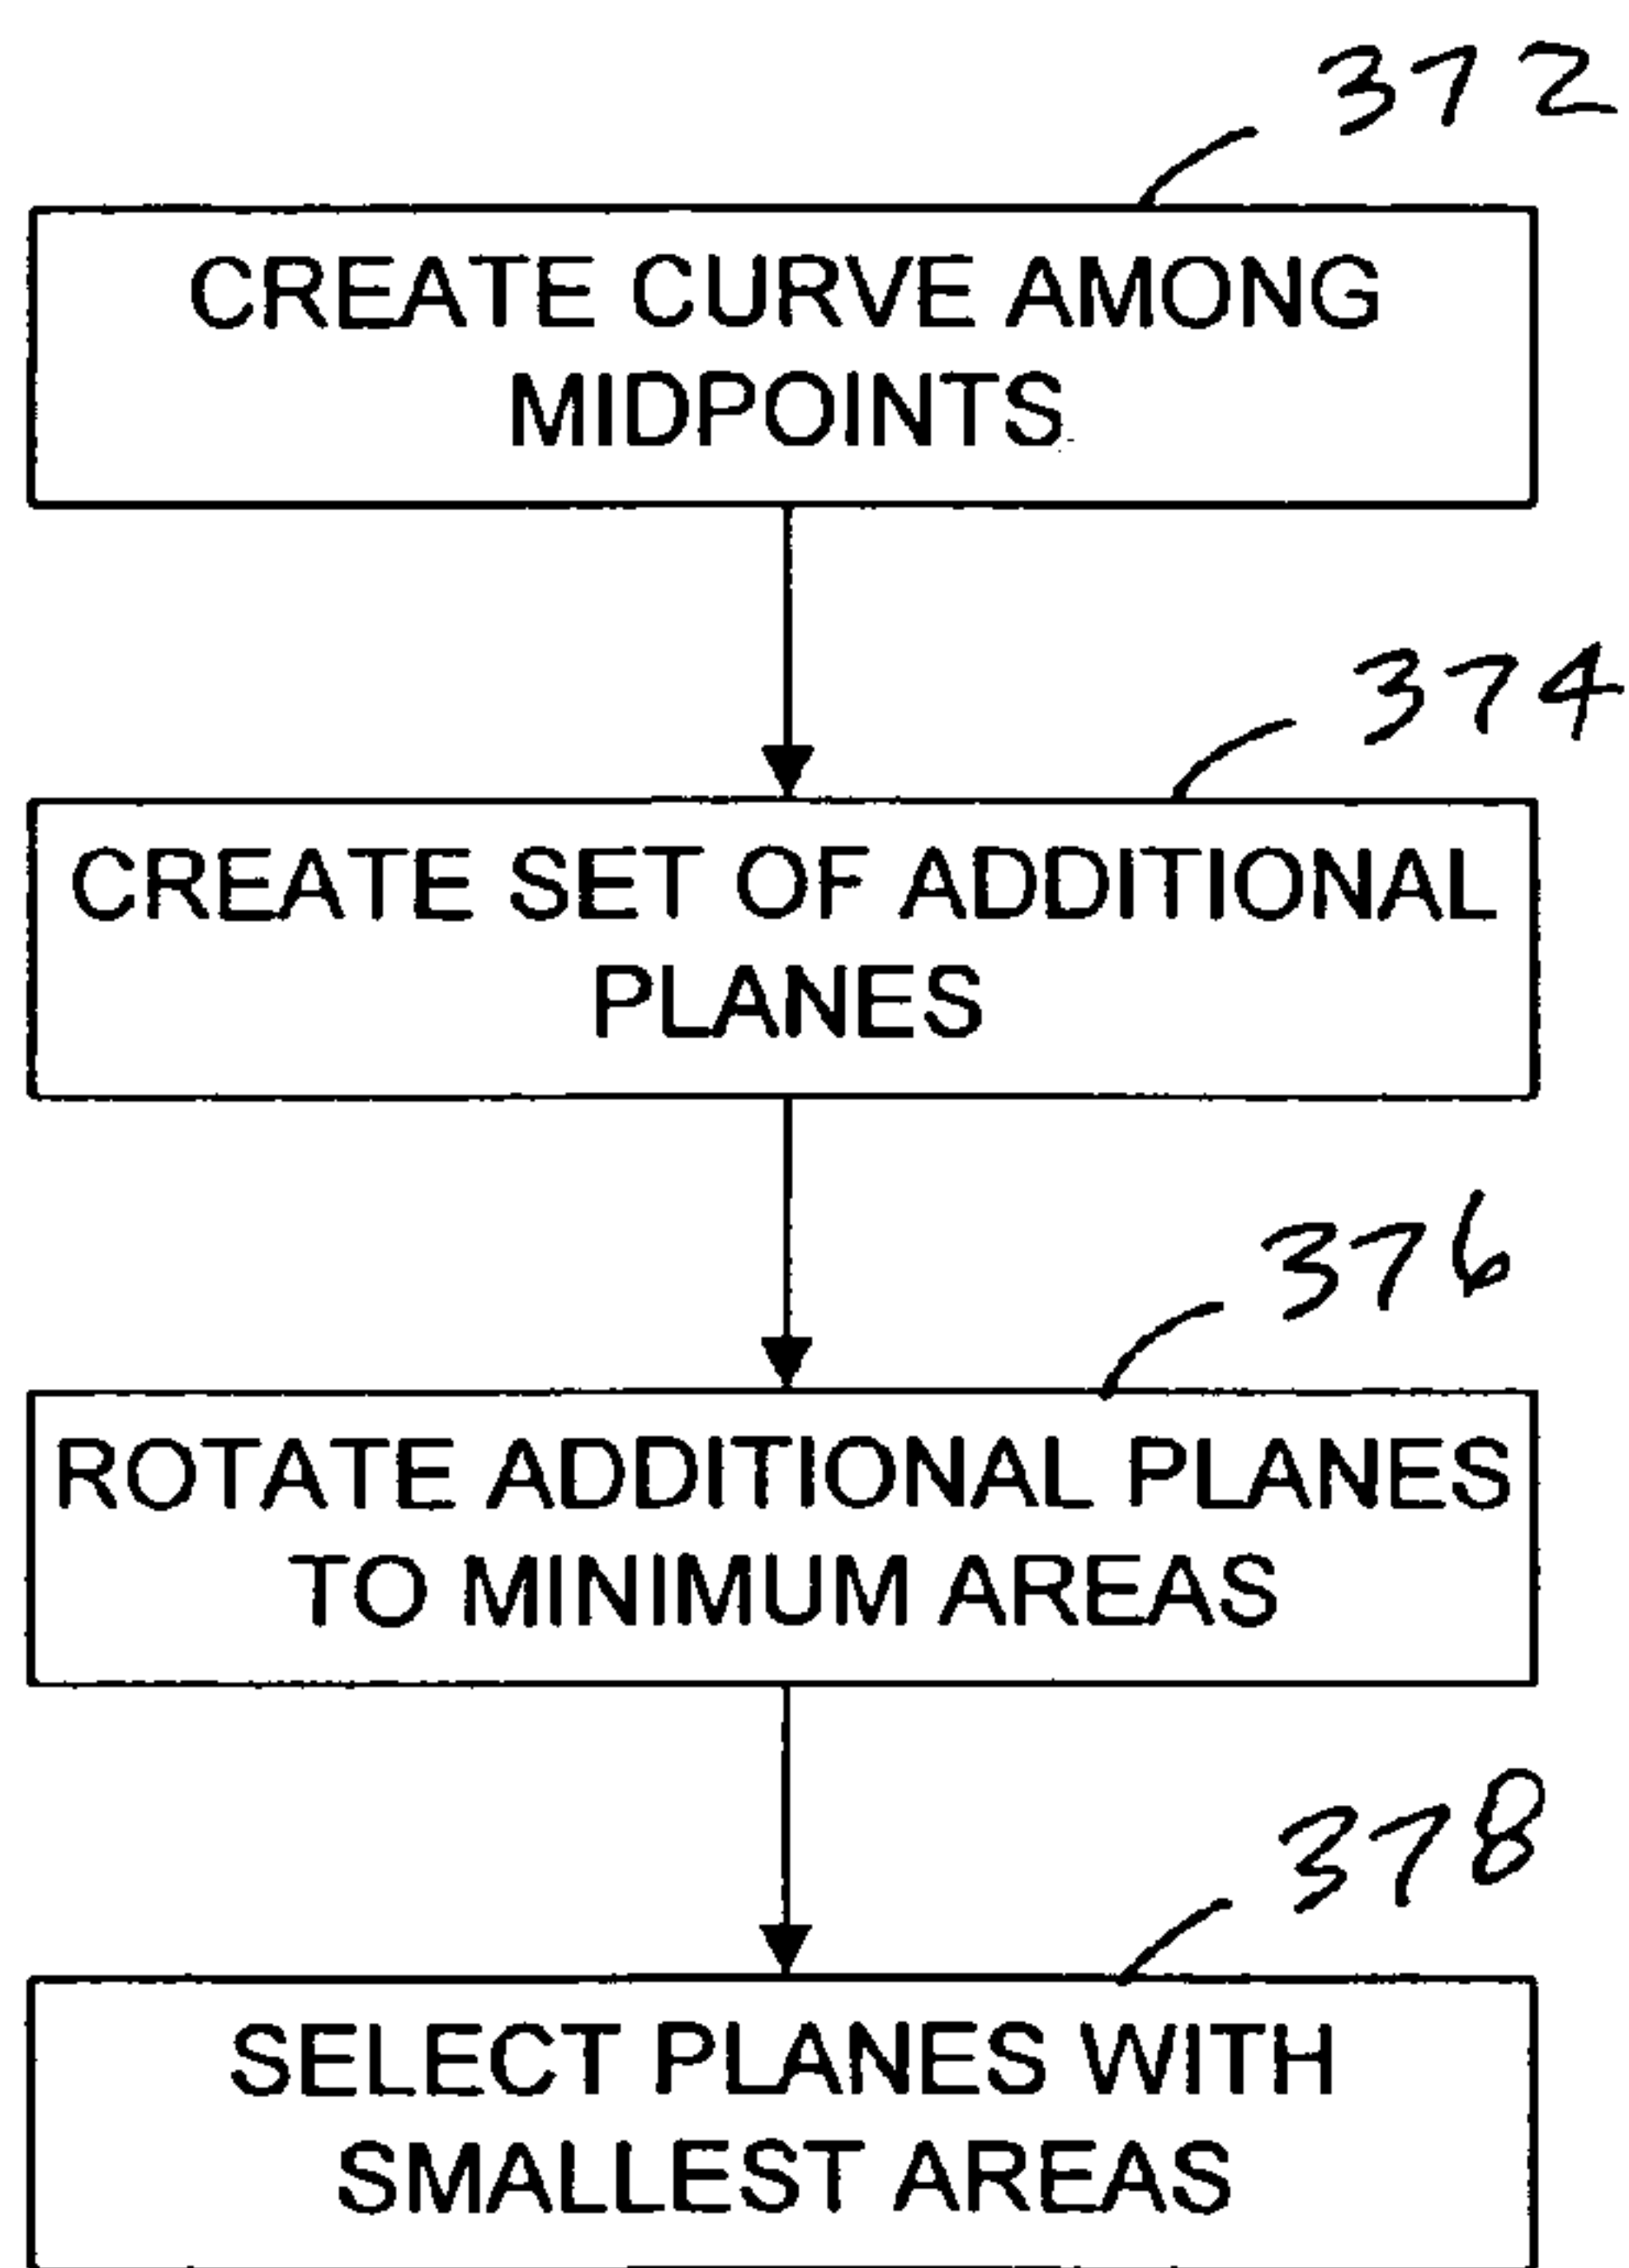 372
CREATE CURVE AMONG
MIDPOINTS
374
CREATE SET OF ADDITIONAL
PLANES
376
ROTATE ADDITIONAL PLANES
TO MINIMUM AREAS
378
SELECT PLANES WITH
SMALLEST AREAS